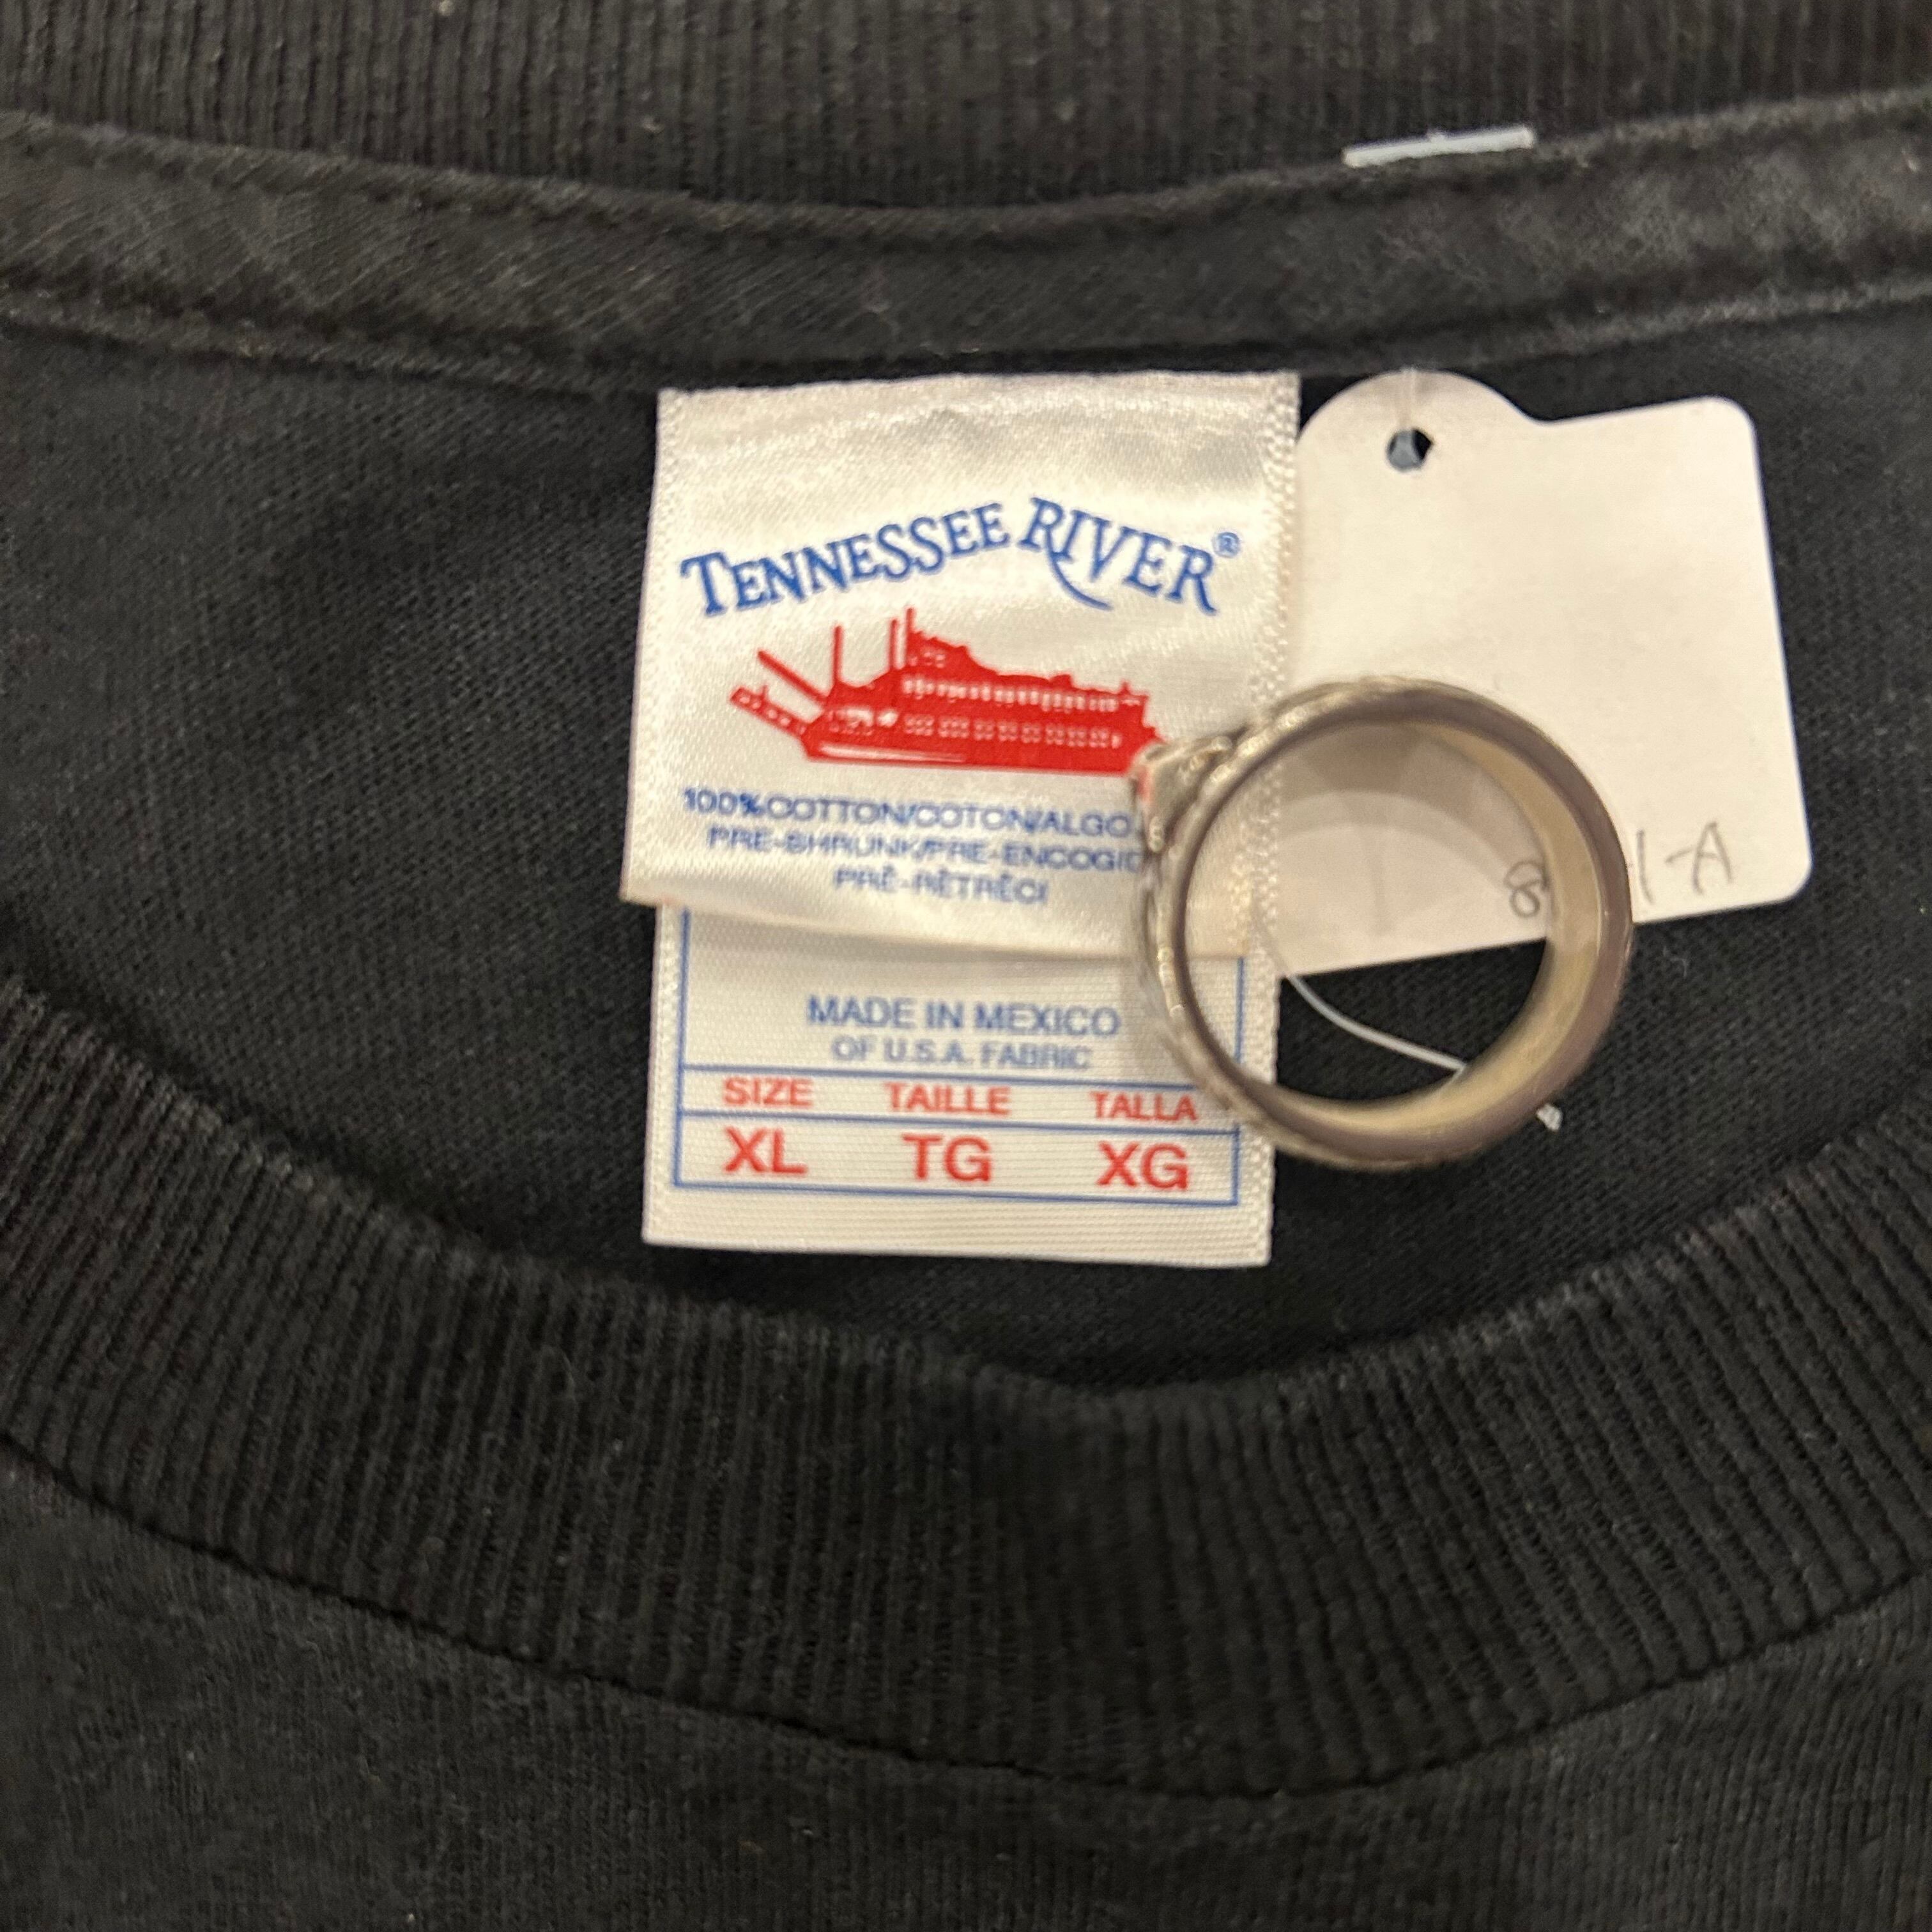 TENNESSEE RIVER®
100% COTTON/COTON/ALGO
PRE-SHRUNK/PRE-ENCOGID
PRÉ-RÉTRÉCI
MADE IN MEXICO
OF U.S.A. FABRIC
SIZE TAILLE TALLA
XL TG XG